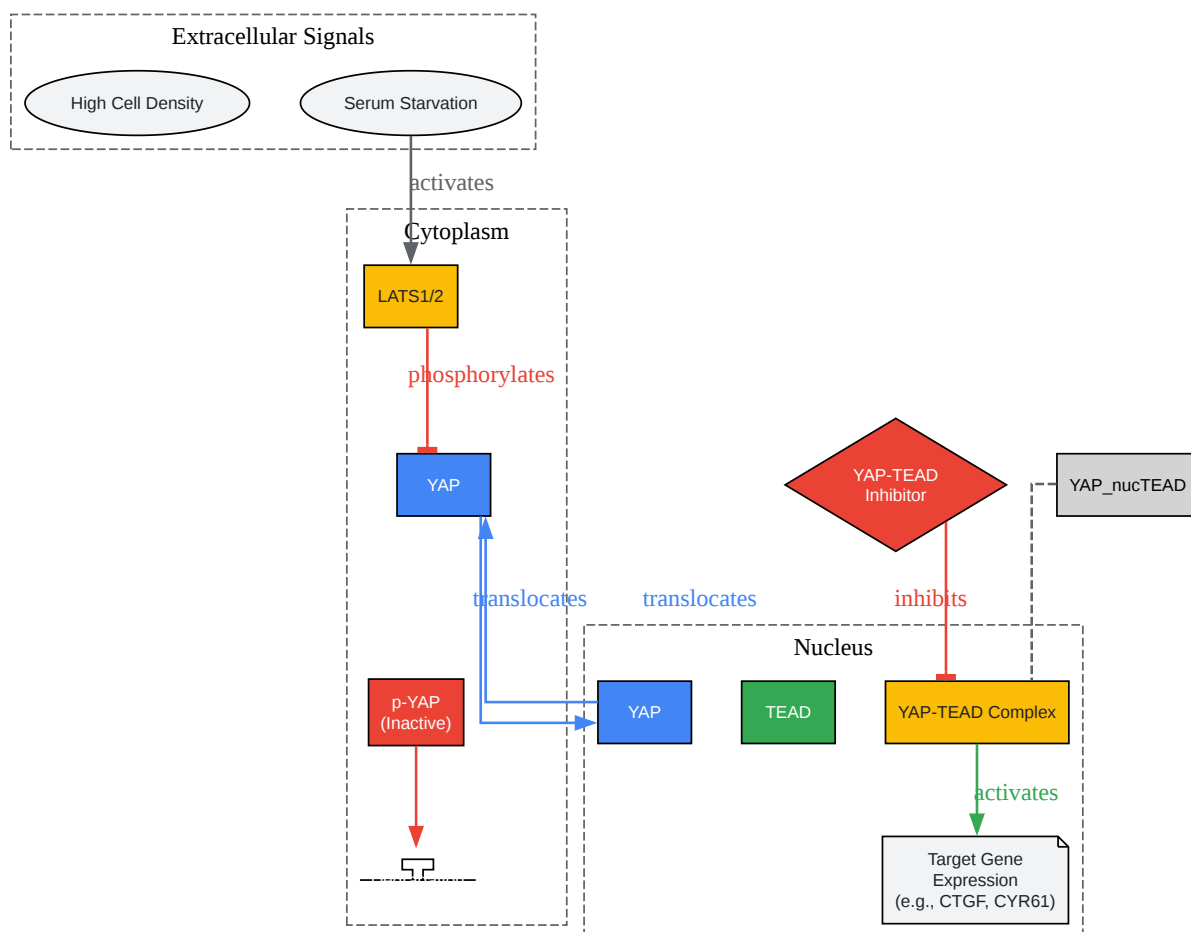 Extracellular Signals
High Cell Density
Serum Starvation
activates
Cytoplasm
LATS1/2
phosphorylates
YAP
YAP-TEAD
Inhibitor
YAP_nucTEAD
translocates
translocates
inhibits
Nucleus
p-YAP
(Inactive)
YAP
TEAD
YAP-TEAD Complex
activates
Target Gene
Expression
(e.g., CTGF, CYR61)